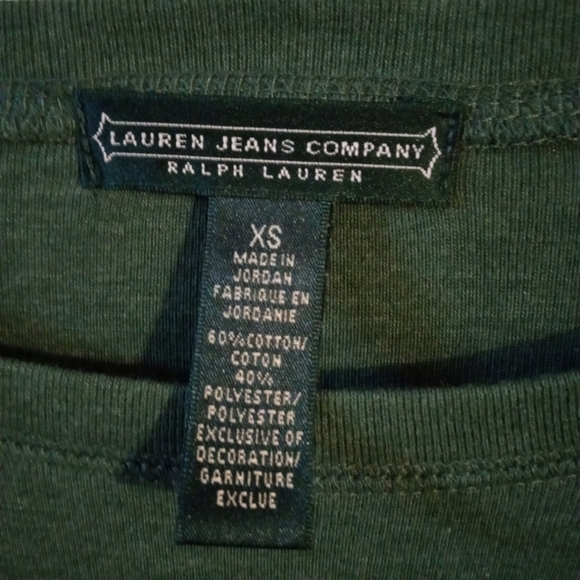 LAUREN JEANS COMPANY
RALPH LAUREN
XS
MADE IN
JORDAN
FABRIQUE EN
JORDANIE
60% COTTON/
COTON
40%
POLYESTER/
POLYESTER
EXCLUSIVE OF
DECORATION/
GARNITURE
EXCLUE